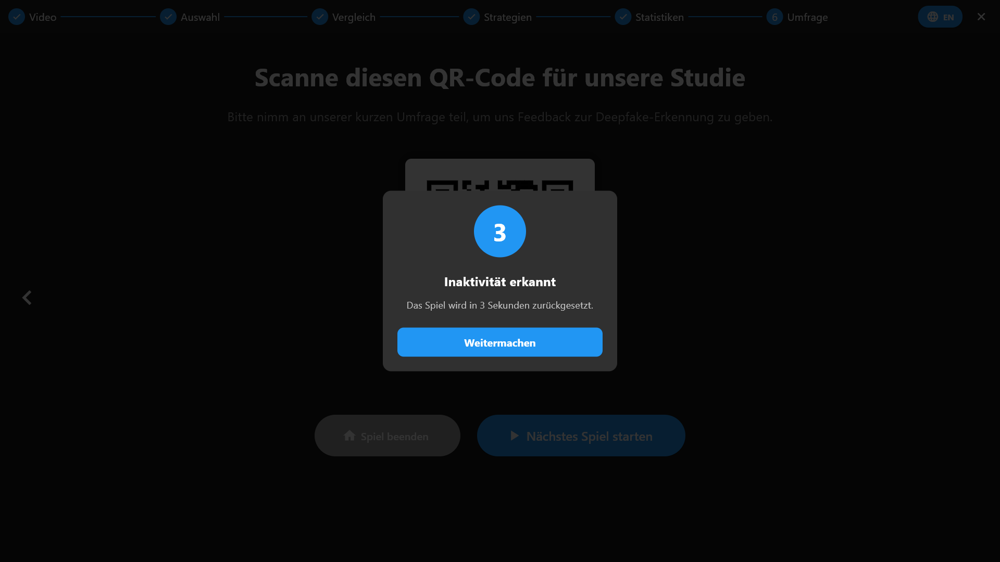 Video
Auswahl
Vergleich
Strategien
Statistiken
6 Umfrage
EN
Scanne diesen QR-Code für unsere Studie
Bitte nimm an unserer kurzen Umfrage teil, um uns Feedback zur Deepfake-Erkennung zu geben.
3
Inaktivität erkannt
Das Spiel wird in 3 Sekunden zurückgesetzt.
Weitermachen
Spiel beenden
Nächstes Spiel starten